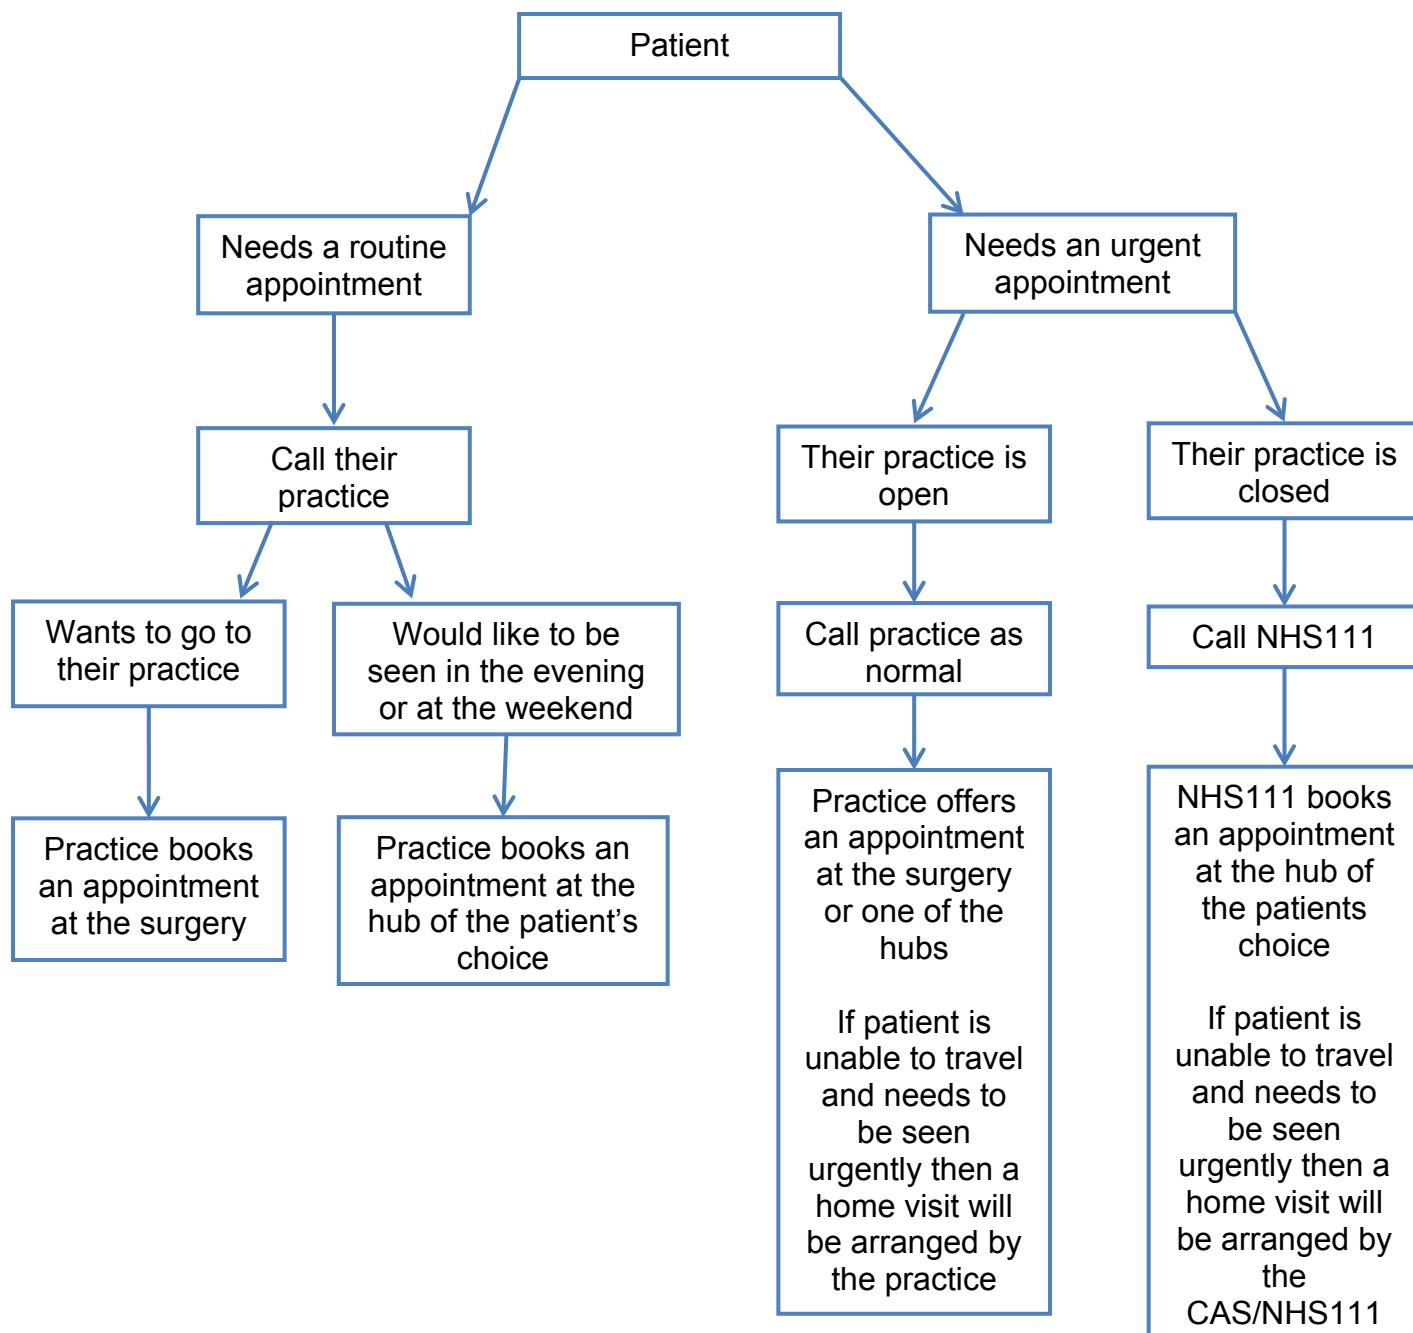 Patient
Needs a routine
appointment
Needs an urgent
appointment
Call their
practice
Their practice is
open
Their practice is
closed
Wants to go to
their practice
Would like to be
seen in the evening
or at the weekend
Call practice as
normal
Call NHS111
Practice books
an appointment
at the surgery
Practice books an
appointment at the
hub of the patient’s
choice
Practice offers
an appointment
at the surgery
or one of the
hubs
If patient is
unable to travel
and needs to
be seen
urgently then a
home visit will
be arranged by
the practice
NHS111 books
an appointment
at the hub of
the patients
choice
If patient is
unable to travel
and needs to
be seen
urgently then a
home visit will
be arranged by
the
CAS/NHS111